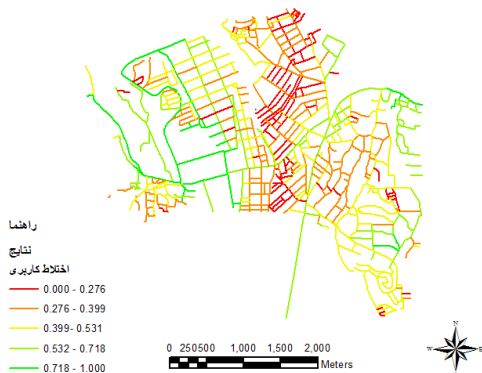 راهنما
نتایج
اختلاط کاربری
0.000 - 0.276
0.276 - 0.399
0.399- 0.531
0.532 - 0.718
0.718 - 1.000
0 250500 1,000 1,500 2,000
Meters
N
W E
S